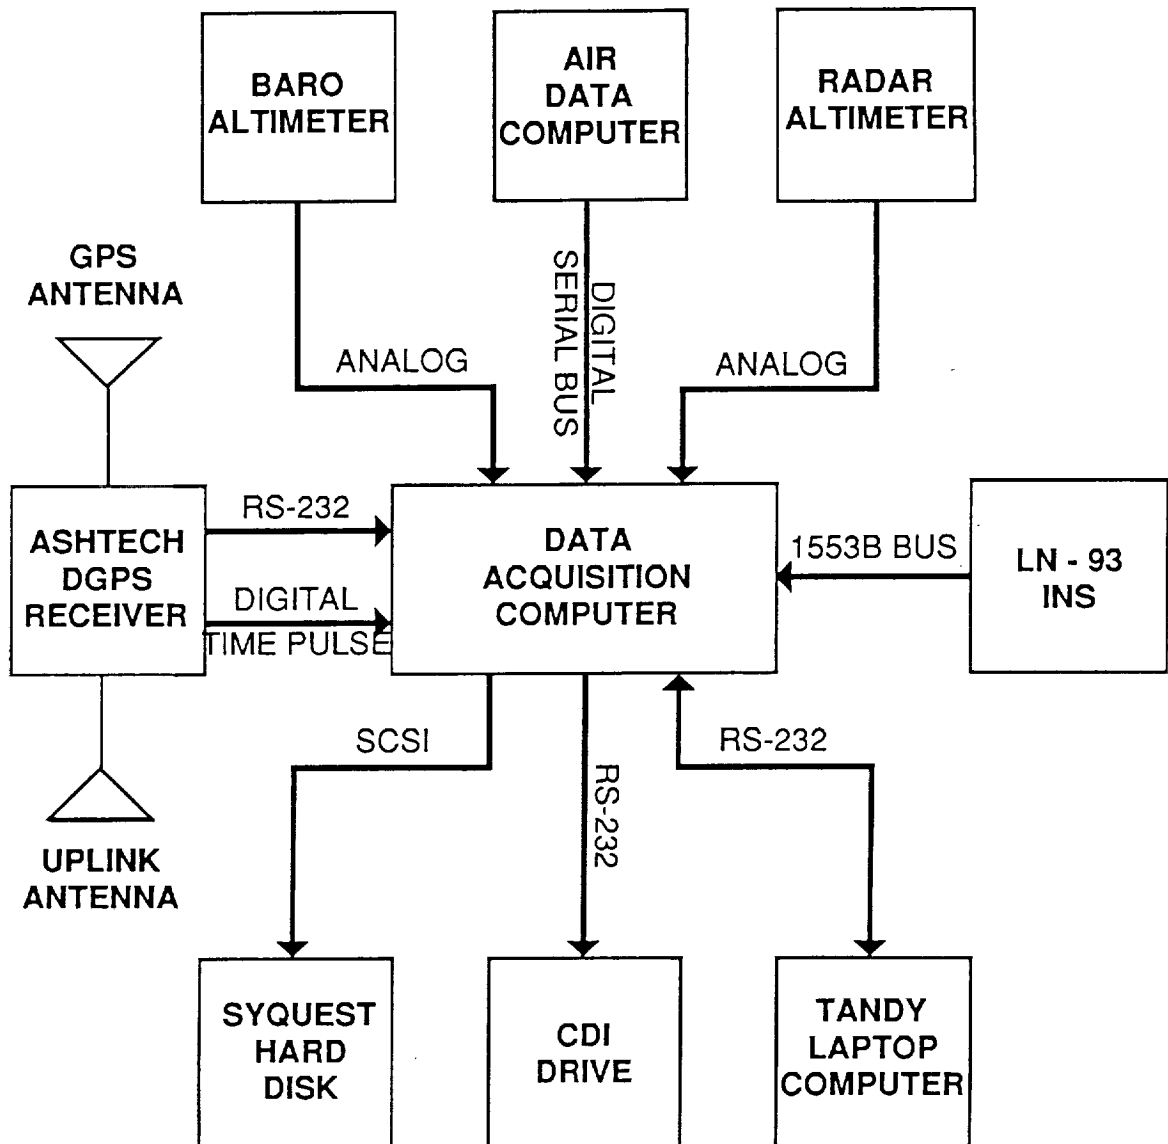 BARO
ALTIMETER
AIR
DATA
COMPUTER
RADAR
ALTIMETER
GPS
ANTENNA
ANALOG
DIGITAL
SERIAL BUS
ANALOG
ASHTECH
DGPS
RECEIVER
RS-232
DIGITAL
TIME PULSE
DATA
ACQUISITION
COMPUTER
1553B BUS
LN - 93
INS
UPLINK
ANTENNA
SCSI
RS-232
RS-232
SYQUEST
HARD
DISK
CDI
DRIVE
TANDY
LAPTOP
COMPUTER